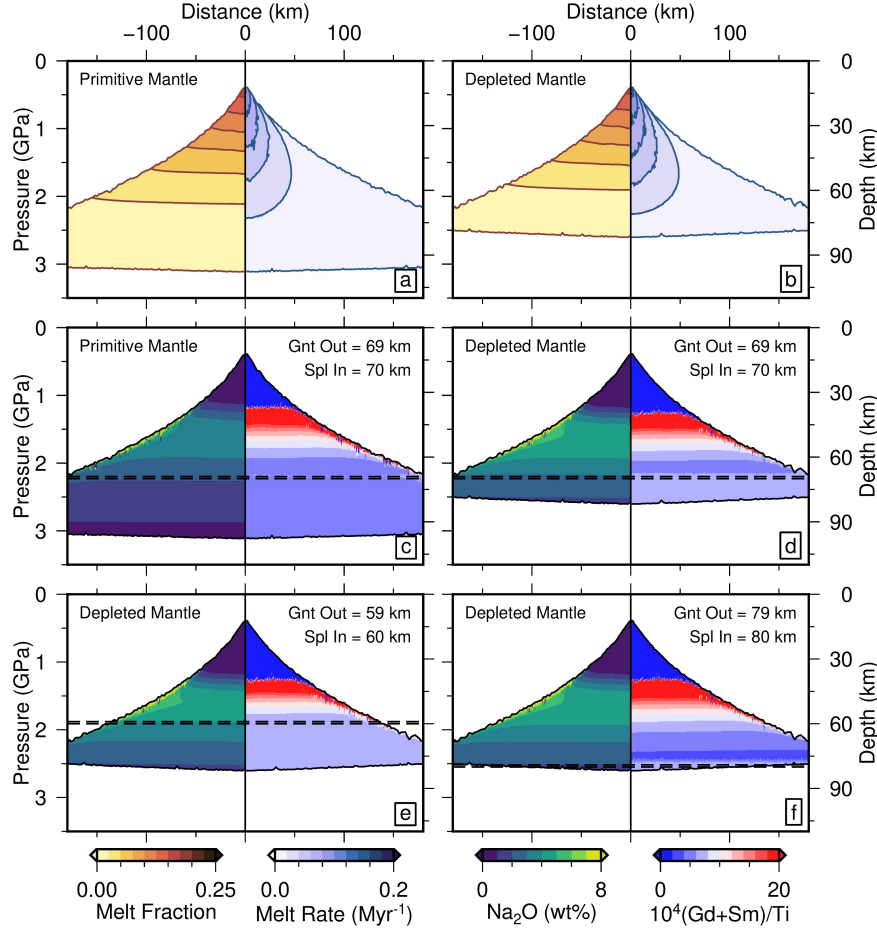 Distance (km) Distance (km)
−100 0 100 −100 0 100
Primitive Mantle
Depleted Mantle
Pressure (GPa)
0
1
2
3
0
30
60
90
Depth (km)
a
b
Primitive Mantle
Gnt Out = 69 km
Spl In = 70 km
Depleted Mantle
Gnt Out = 69 km
Spl In = 70 km
Pressure (GPa)
0
1
2
3
0
30
60
90
Depth (km)
c
d
Depleted Mantle
Gnt Out = 59 km
Spl In = 60 km
Depleted Mantle
Gnt Out = 79 km
Spl In = 80 km
Pressure (GPa)
0
1
2
3
0
30
60
90
Depth (km)
e
f
0.00 0.25 0.0 0.2 0 8 0 20
Melt Fraction Melt Rate (Myr⁻¹) Na₂O (wt%) 10⁴(Gd+Sm)/Ti